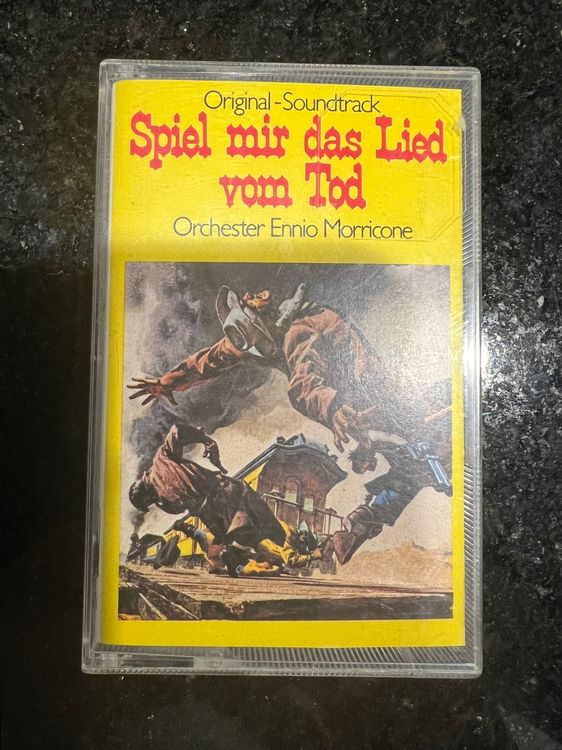 Original-Soundtrack
Spiel mir das Lied
vom Tod
Orchester Ennio Morricone